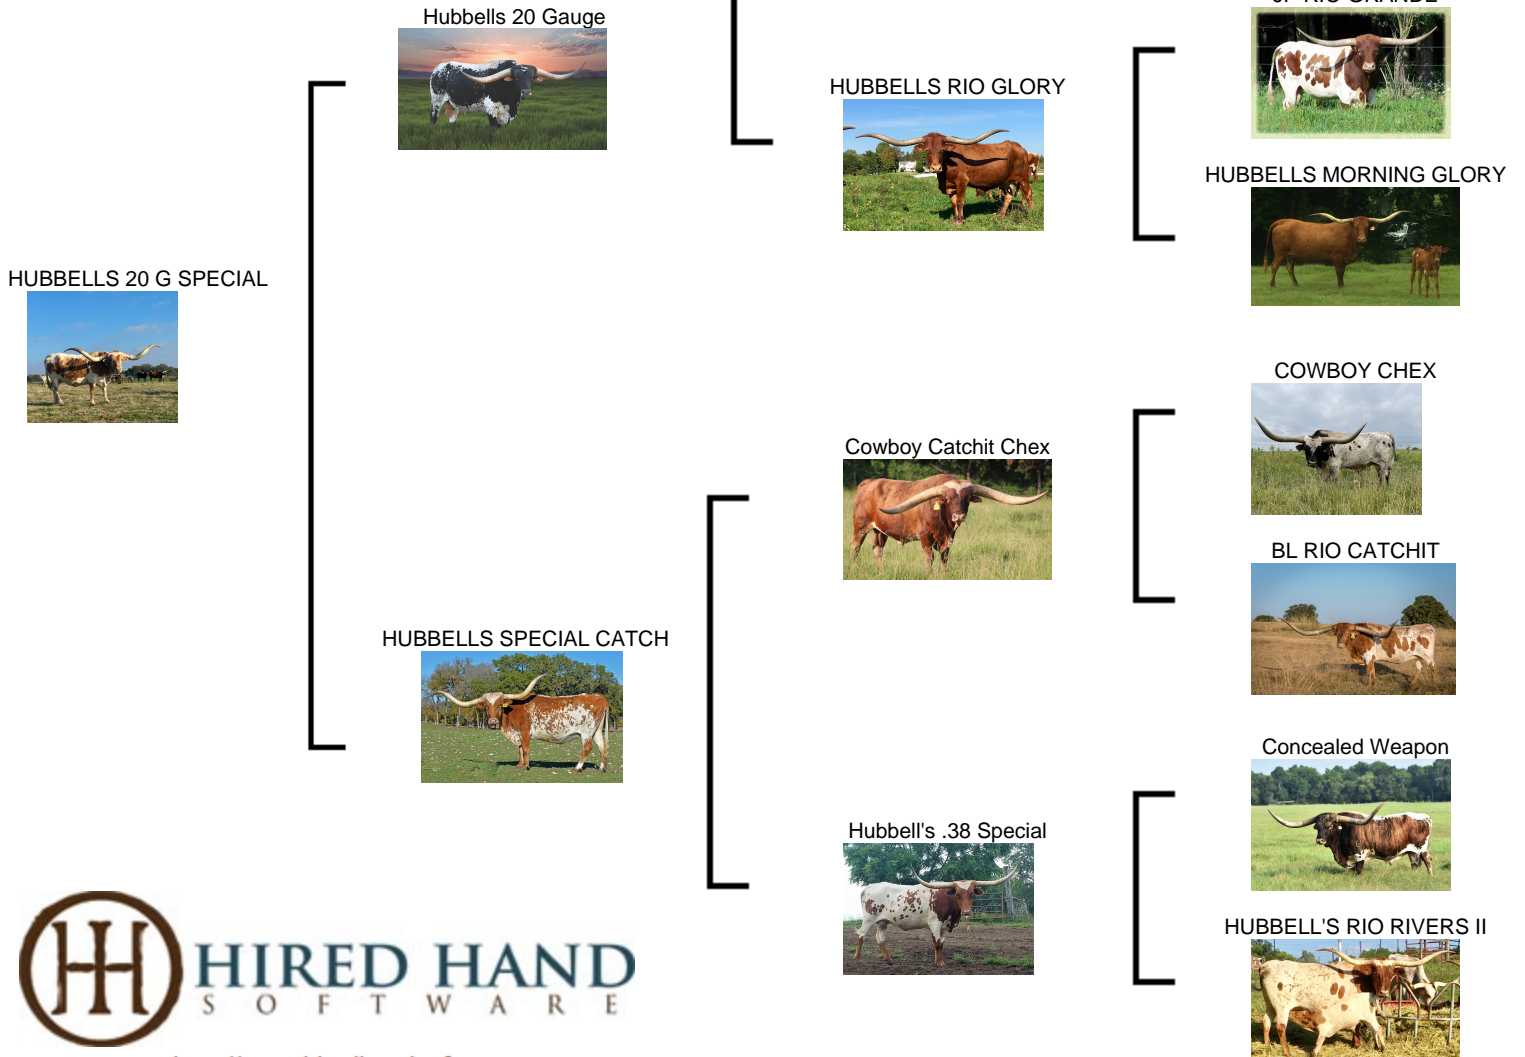 Hubbells 20 Gauge
HUBBELLS RIO GLORY
HUBBELLS MORNING GLORY
HUBBELLS 20 G SPECIAL
COWBOY CHEX
Cowboy Catchit Chex
BL RIO CATCHIT
HUBBELLS SPECIAL CATCH
Concealed Weapon
Hubbell's .38 Special
HUBBELL'S RIO RIVERS II
HIRED HAND
SOFTWARE